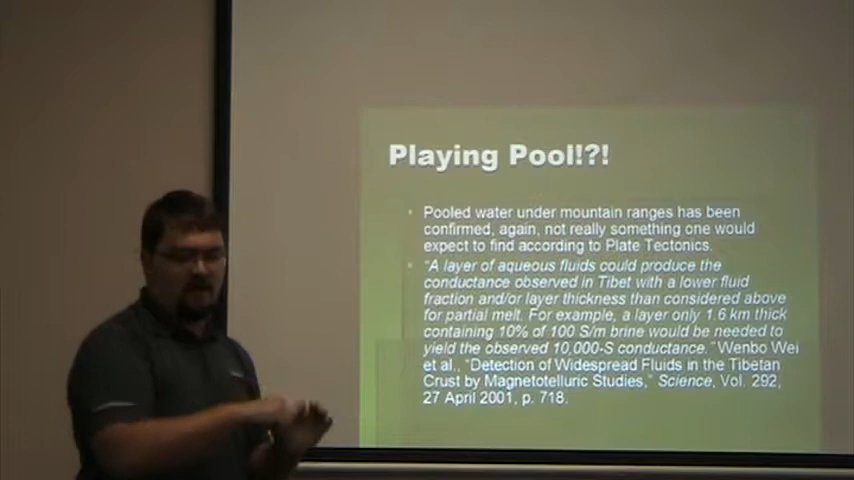 Playing Pool!?!
Pooled water under mountain ranges has been
confirmed, again, not really something one would
expect to find according to Plate Tectonics.
"A layer of aqueous fluids could produce the
conductance observed in Tibet with a lower fluid
fraction and/or layer thickness than considered above
for partial melt. For example, a layer only 1.6 km thick
containing 10% of 100 S/m brine would be needed to
yield the observed 10,000-S conductance." Wenbo Wei
et al., "Detection of Widespread Fluids in the Tibetan
Crust by Magnetotelluric Studies," Science, Vol. 292,
27 April 2001, p. 718.